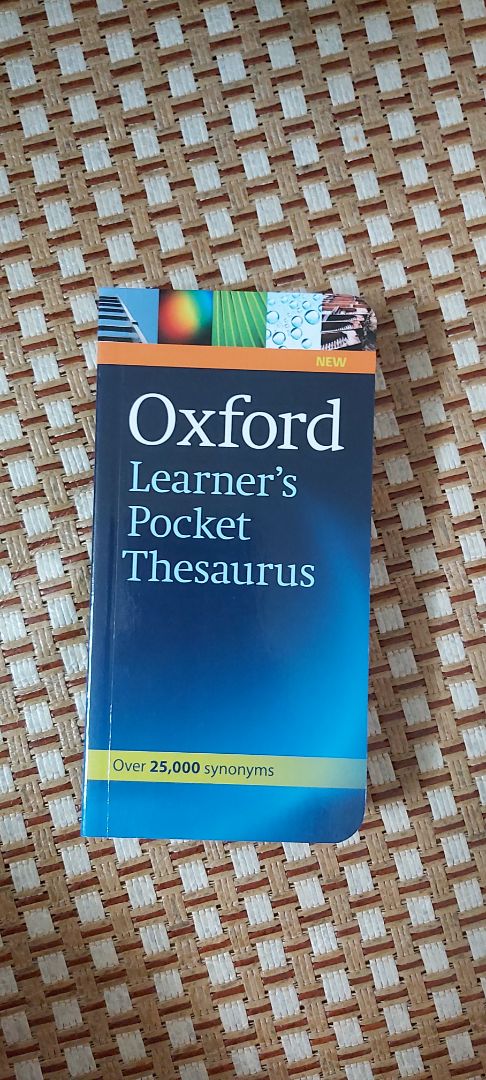 NEW
Oxford
Learner's
Pocket
Thesaurus
Over 25,000 synonyms